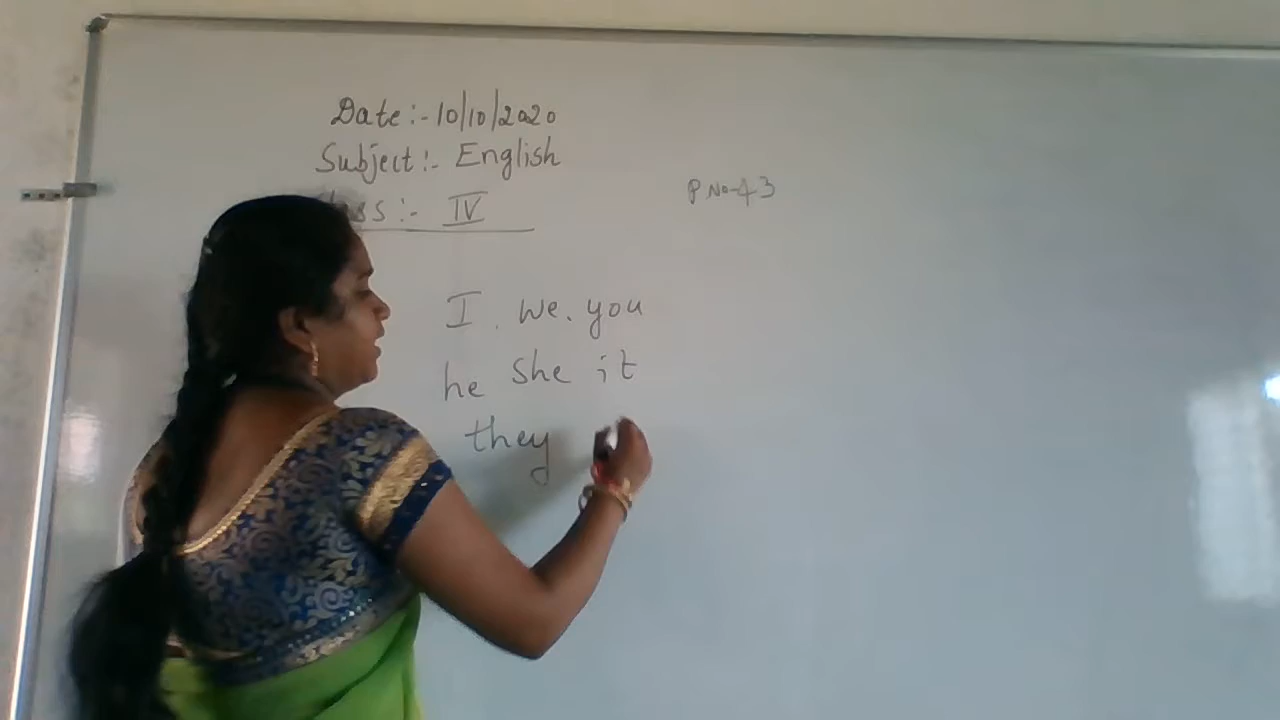 Date:-10/10/2020
Subject:- English
Class:- IV
P No-43
I. We. you
he She it
they